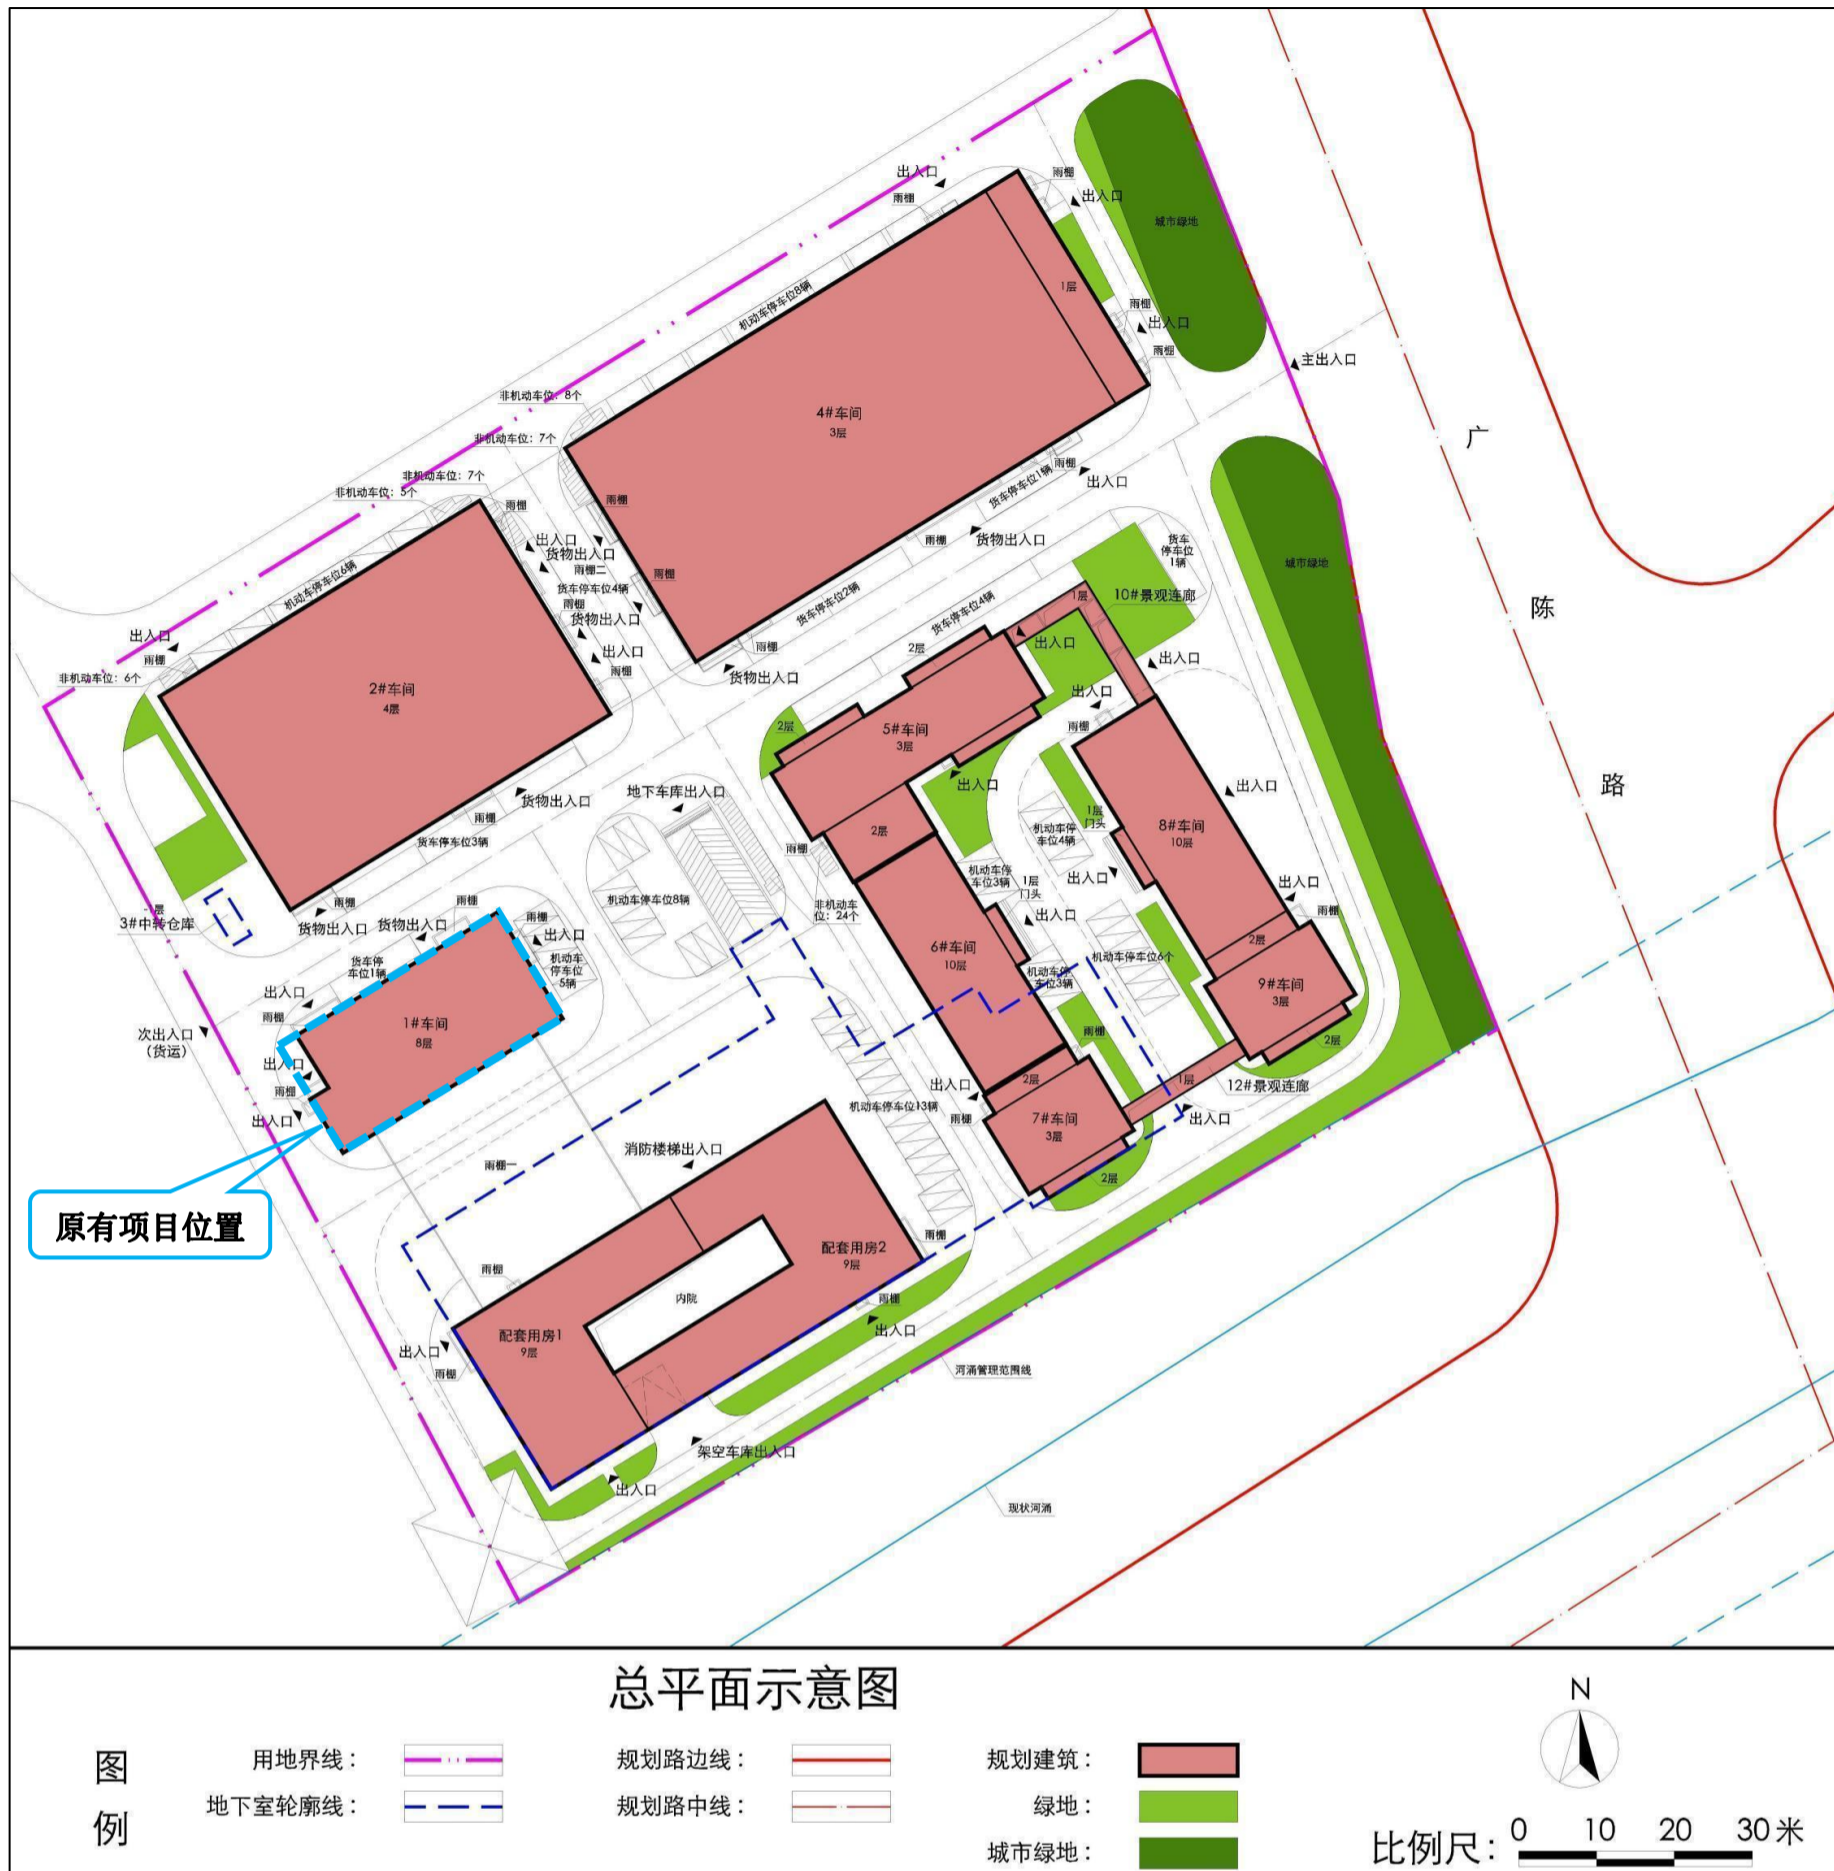 出入口
雨棚
雨棚
出入口
城市绿地
机动车停车位8辆
1层
雨棚
出入口
雨棚
主出入口
非机动车位：8个
4#车间
3层
非机动车位：7个
非机动车位：7个
非机动车位：5个
广
雨棚
雨棚
雨棚
出入口
货车停车位1辆
出入口
货物出入口
雨棚二
雨棚
货物出入口
货车
停车位
1辆
城市绿地
机动车停车位6辆
雨棚
货车停车位4辆
雨棚
货物出入口
货车停车位2辆
货车停车位4辆
1层
10#景观连廊
陈
出入口
雨棚
出入口
雨棚
雨棚
2层
出入口
出入口
非机动车位：6个
2#车间
4层
货物出入口
出入口
2层
5#车间
3层
雨棚
路
地下车库出入口
出入口
出入口
货物出入口
雨棚
1层
门头
8#车间
10层
货车停车位3辆
2层
机动车停
车位4辆
雨棚
机动车停
车位3辆
出入口
1层
门头
出入口
机动车停车位8辆
非机动车
位：24个
出入口
雨棚
雨棚
雨棚
雨棚
一层
3#中转仓库
货物出入口
货物出入口
出入口
2层
6#车间
10层
机动车停车位6个
货车停
车位1辆
机动车
停车位
5辆
机动车停
车位3辆
9#车间
3层
出入口
雨棚
1#车间
8层
次出入口
（货运）
雨棚
2层
出入口
雨棚
出入口
2层
1层
12#景观连廊
出入口
雨棚
机动车停车位13辆
7#车间
3层
出入口
消防楼梯出入口
雨棚一
2层
原有项目位置
雨棚
配套用房2
9层
雨棚
内院
雨棚
出入口
配套用房1
9层
出入口
雨棚
河涌管理范围线
架空车库出入口
出入口
现状河涌
总平面示意图
N
图
例
用地界线：
规划路边线：
规划建筑：
地下室轮廓线：
规划路中线：
绿地：
城市绿地：
比例尺：
0 10 20 30米